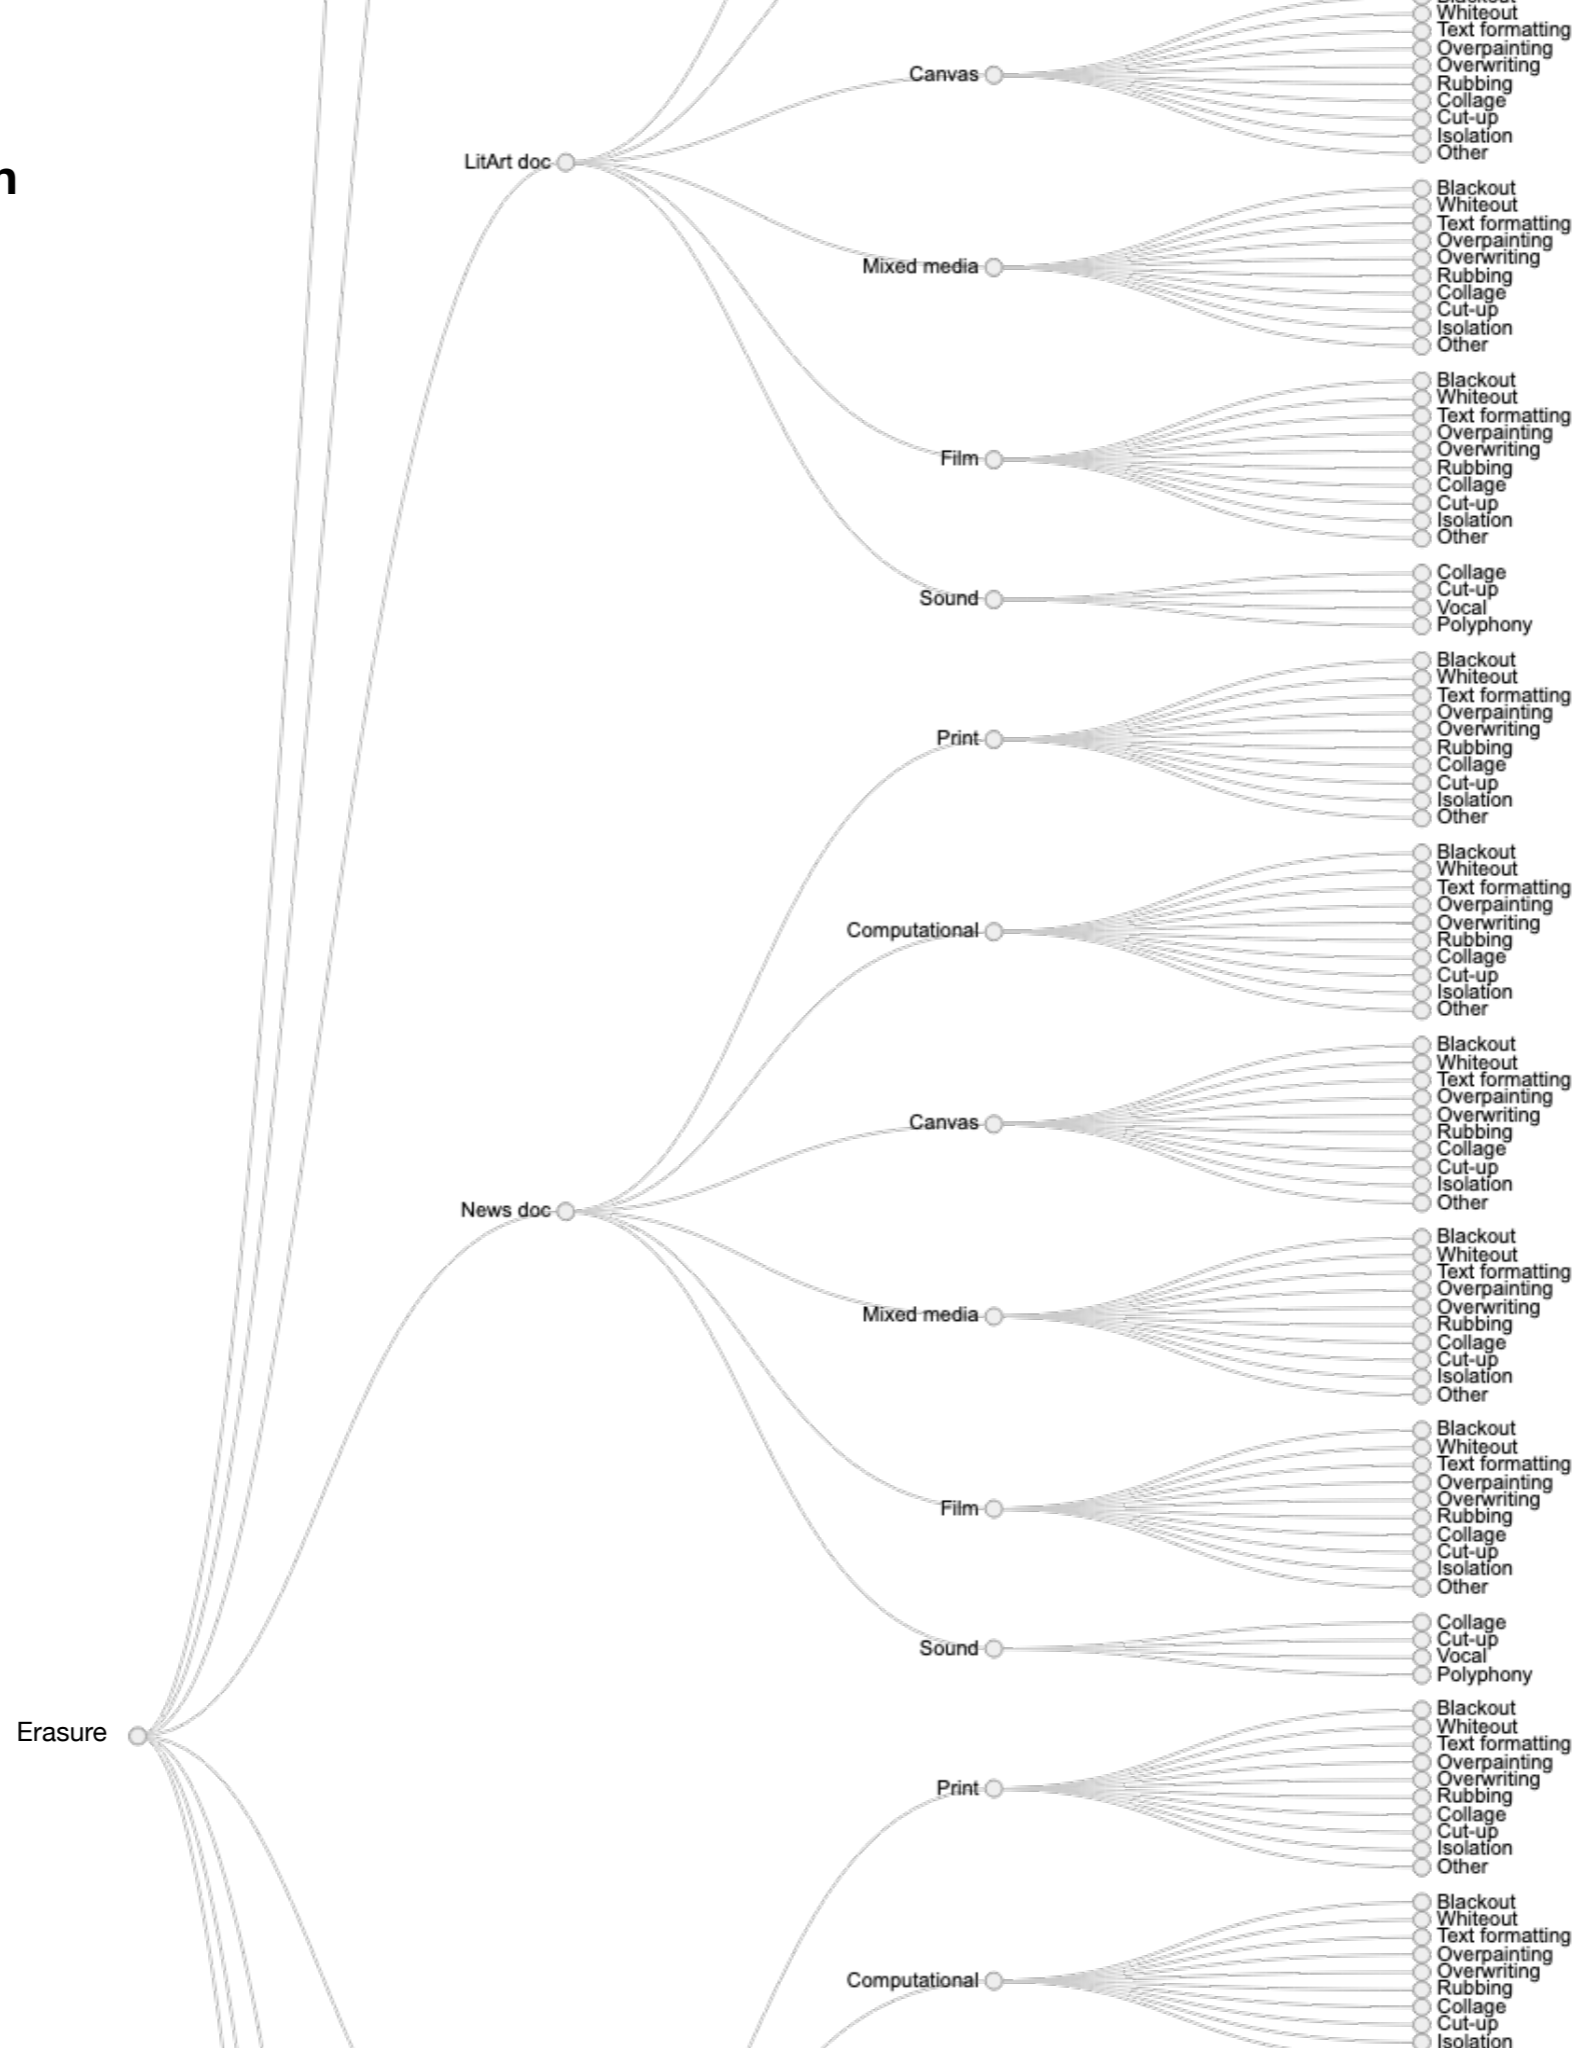 Blackout
Whiteout
Text formatting
Overpainting
Canvas
Overwriting
Rubbing
Collage
Cut-up
Isolation
Other
LitArt doc
n
Blackout
Whiteout
Text formatting
Overpainting
Overwriting
Mixed media
Rubbing
Collage
Cut-up
Isolation
Other
Blackout
Whiteout
Text formatting
Overpainting
Overwriting
Film
Rubbing
Collage
Cut-up
Isolation
Other
Collage
Cut-up
Sound
Vocal
Polyphony
Blackout
Whiteout
Text formatting
Overpainting
Overwriting
Print
Rubbing
Collage
Cut-up
Isolation
Other
Blackout
Whiteout
Text formatting
Overpainting
Overwriting
Computational
Rubbing
Collage
Cut-up
Isolation
Other
Blackout
Whiteout
Text formatting
Overpainting
Overwriting
Canvas
Rubbing
Collage
Cut-up
Isolation
Other
News doc
Blackout
Whiteout
Text formatting
Overpainting
Overwriting
Mixed media
Rubbing
Collage
Cut-up
Isolation
Other
Blackout
Whiteout
Text formatting
Overpainting
Overwriting
Film
Rubbing
Collage
Cut-up
Isolation
Other
Collage
Cut-up
Sound
Vocal
Polyphony
Erasure
Blackout
Whiteout
Text formatting
Overpainting
Overwriting
Print
Rubbing
Collage
Cut-up
Isolation
Other
Blackout
Whiteout
Text formatting
Overpainting
Overwriting
Computational
Rubbing
Collage
Cut-up
Isolation